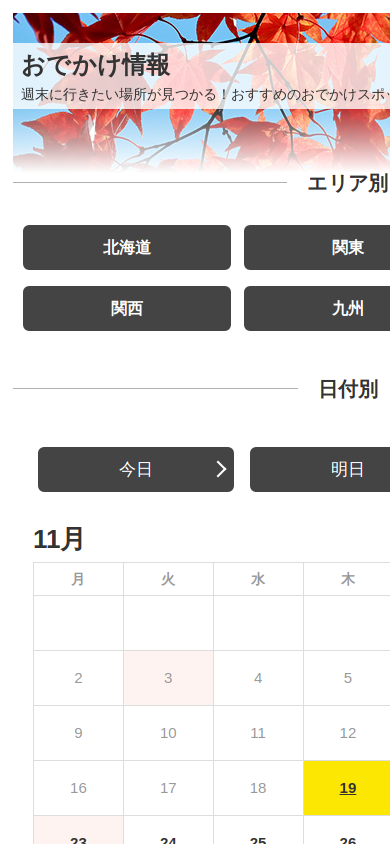 おでかけ情報
週末に行きたい場所が見つかる！おすすめのおでかけスポ
エリア別
北海道 関東
関西 九州
日付別
今日 明日
11月
月 火 水 木
2 3 4 5
9 10 11 12
16 17 18 19
23 24 25 26